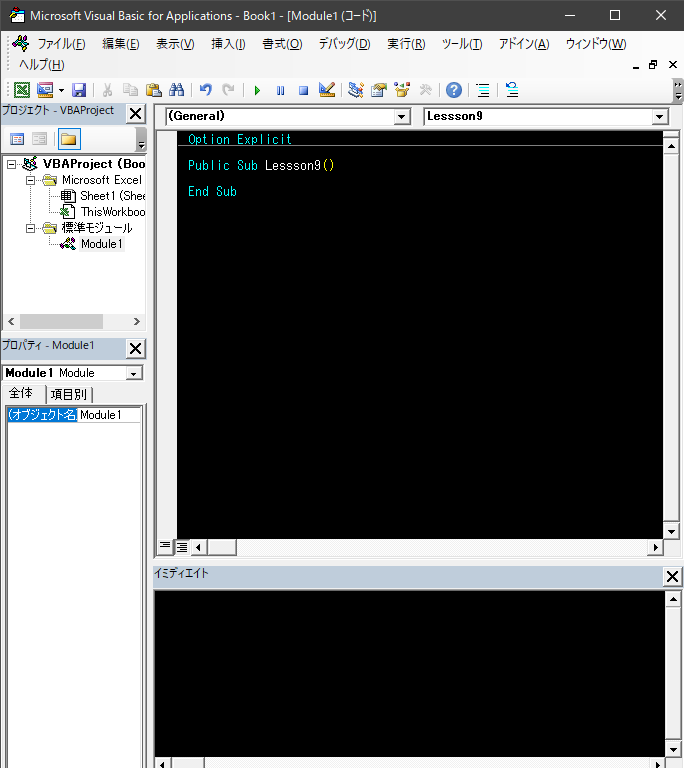 Microsoft Visual Basic for Applications - Book1 - [Module1 (コード)]
ファイル(F) 編集(E) 表示(V) 挿入(I) 書式(O) デバッグ(D) 実行(R) ツール(T) アドイン(A) ウィンドウ(W)
ヘルプ(H)
プロジェクト - VBAProject
(General) Lessson9
Option Explicit
Public Sub Lessson9()
End Sub
VBAProject (Boo
Microsoft Excel
Sheet1 (Shee
ThisWorkboo
標準モジュール
Module1
プロパティ - Module1
Module1 Module
全体 項目別
(オブジェクト名 Module1
イミディエイト